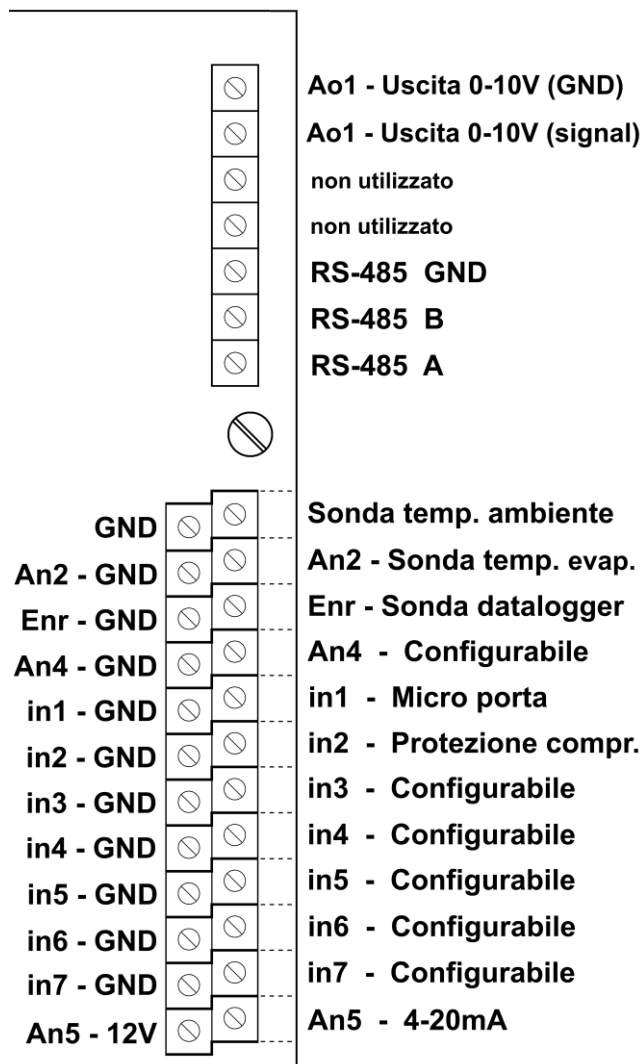 Ao1 - Uscita 0-10V (GND)
Ao1 - Uscita 0-10V (signal)
non utilizzato
non utilizzato
RS-485 GND
RS-485 B
RS-485 A
GND Sonda temp. ambiente
An2 - GND An2 - Sonda temp. evap.
Enr - GND Enr - Sonda datalogger
An4 - GND An4 - Configurabile
in1 - GND in1 - Micro porta
in2 - GND in2 - Protezione compr.
in3 - GND in3 - Configurabile
in4 - GND in4 - Configurabile
in5 - GND in5 - Configurabile
in6 - GND in6 - Configurabile
in7 - GND in7 - Configurabile
An5 - 12V An5 - 4-20mA